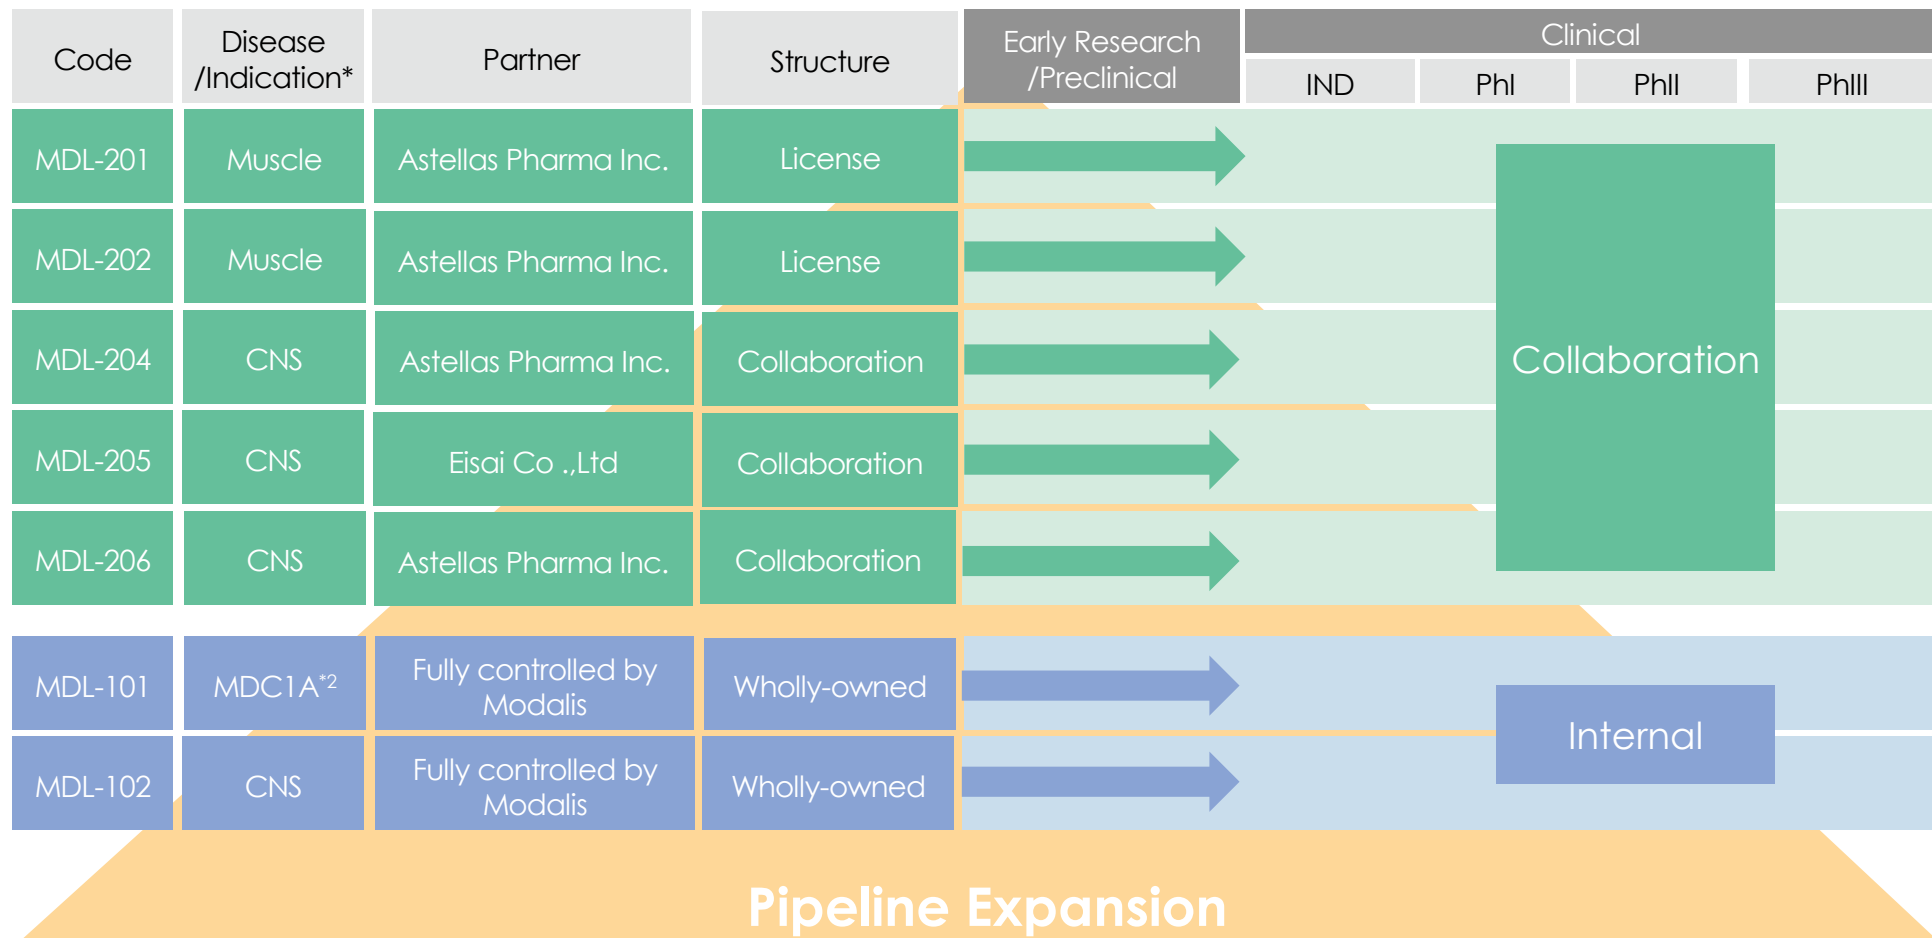 Code
Disease
/Indication*
Partner
Structure
Early Research
/Preclinical
Clinical
IND
PhI
PhII
PhIII
MDL-201
Muscle
Astellas Pharma Inc.
License
MDL-202
Muscle
Astellas Pharma Inc.
License
MDL-204
CNS
Astellas Pharma Inc.
Collaboration
MDL-205
CNS
Eisai Co .,Ltd
Collaboration
MDL-206
CNS
Astellas Pharma Inc.
Collaboration
Collaboration
MDL-101
MDC1A*2
Fully controlled by
Modalis
Wholly-owned
MDL-102
CNS
Fully controlled by
Modalis
Wholly-owned
Internal
Pipeline Expansion